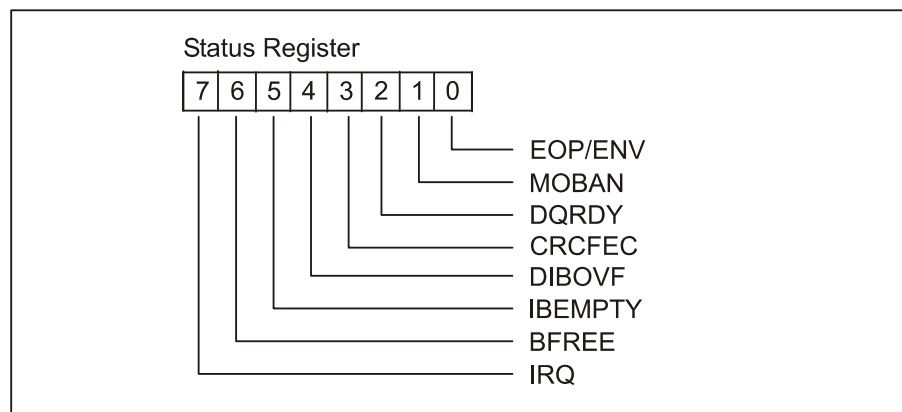 Status Register
7 6 5 4 3 2 1 0
EOP/ENV
MOBAN
DQRDY
CRCFEC
DIBOVF
IBEMPTY
BFREE
IRQ